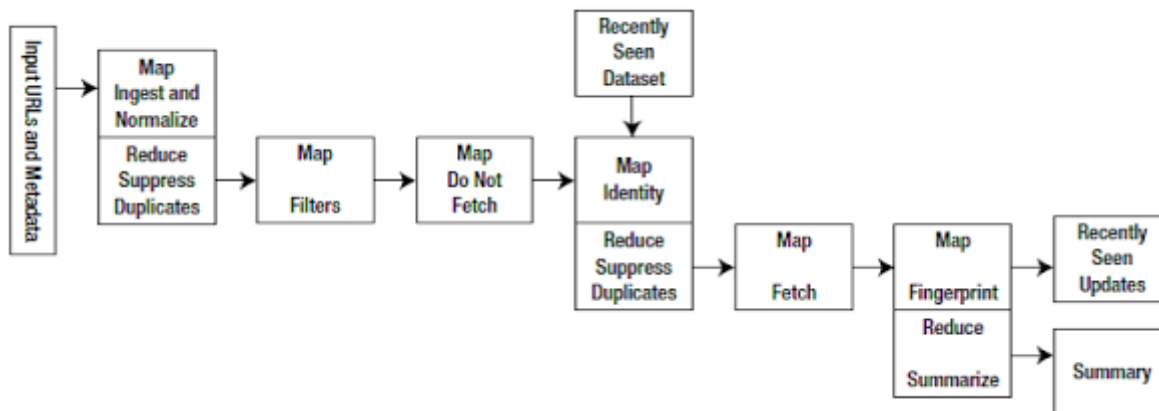 Input URLs and Metadata
Map
Ingest and
Normalize
Reduce
Suppress
Duplicates
Map
Filters
Map
Do Not
Fetch
Recently
Seen
Dataset
Map
Identity
Reduce
Suppress
Duplicates
Map
Fetch
Map
Fingerprint
Reduce
Summarize
Recently
Seen
Updates
Summary